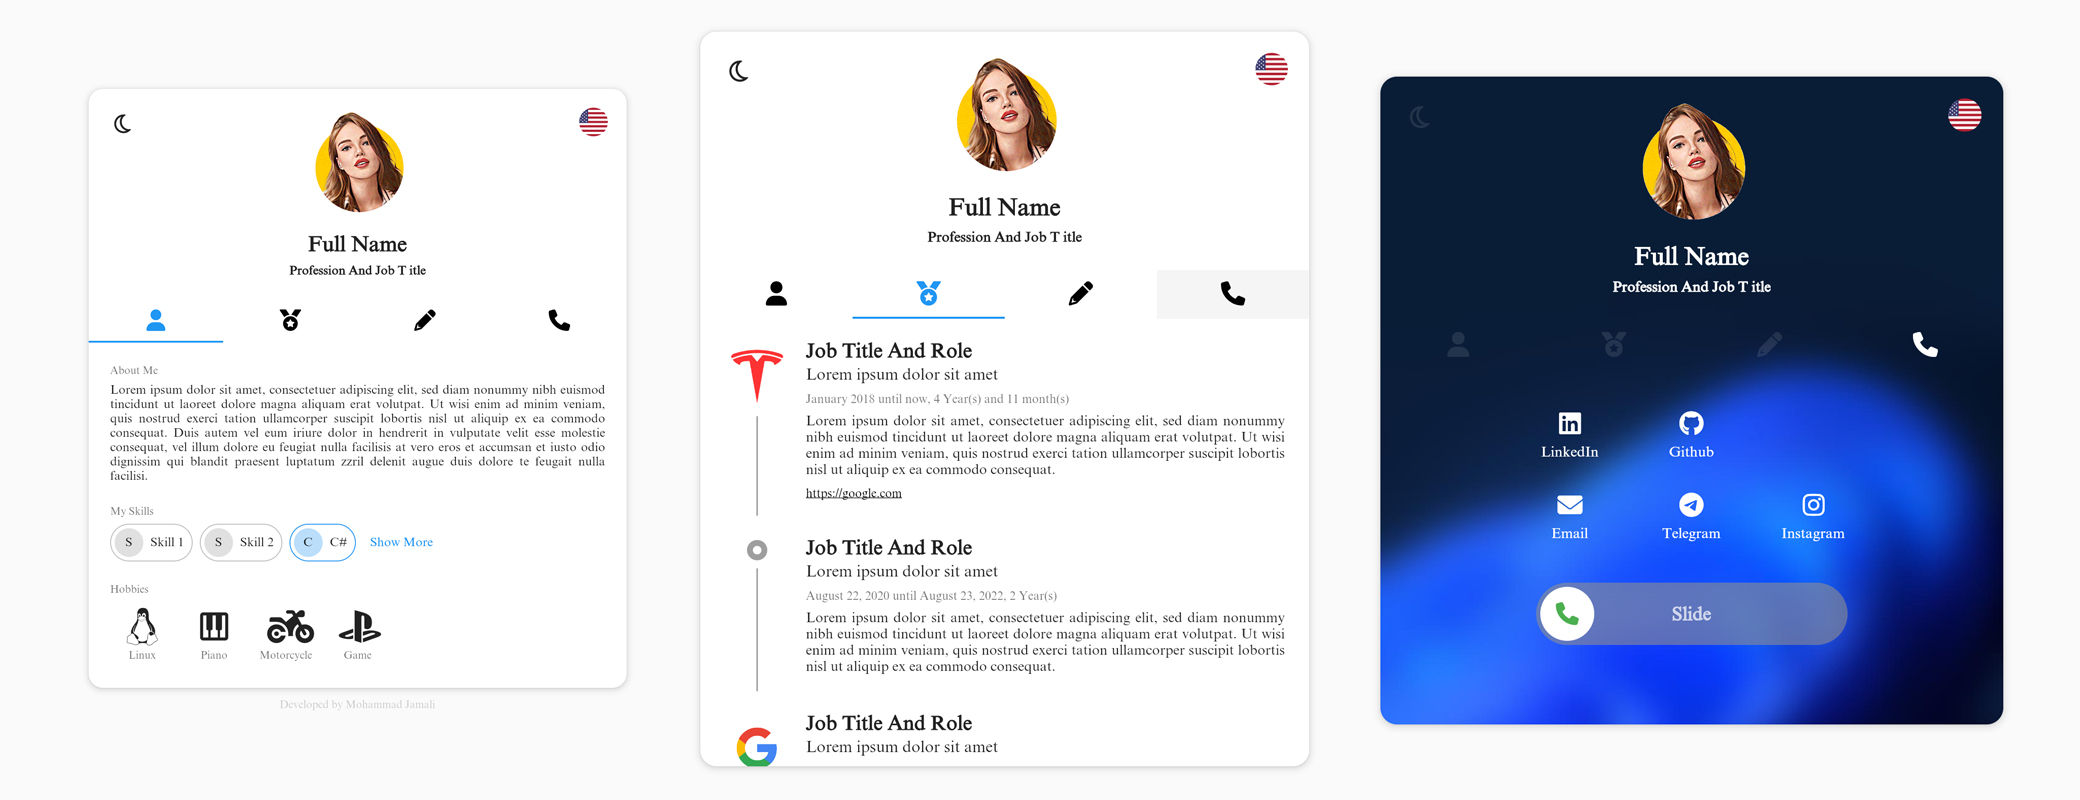 Full Name
Profession And Job T itle
About Me
Lorem ipsum dolor sit amet, consectetuer adipiscing elit, sed diam nonummy nibh euismod
tincidunt ut laoreet dolore magna aliquam erat volutpat. Ut wisi enim ad minim veniam,
quis nostrud exerci tation ullamcorper suscipit lobortis nisl ut aliquip ex ea commodo
consequat. Duis autem vel eum iriure dolor in hendrerit in vulputate velit esse molestie
consequat, vel illum dolore eu feugiat nulla facilisis at vero eros et accumsan et iusto odio
dignissim qui blandit praesent luptatum zzril delenit augue duis dolore te feugait nulla
facilisi.
My Skills
S Skill 1 S Skill 2 C C# Show More
Hobbies
Linux Piano Motorcycle Game
Developed by Mohammad Jamali
Full Name
Profession And Job T itle
Job Title And Role
Lorem ipsum dolor sit amet
January 2018 until now, 4 Year(s) and 11 month(s)
Lorem ipsum dolor sit amet, consectetuer adipiscing elit, sed diam nonummy
nibh euismod tincidunt ut laoreet dolore magna aliquam erat volutpat. Ut wisi
enim ad minim veniam, quis nostrud exerci tation ullamcorper suscipit lobortis
nisl ut aliquip ex ea commodo consequat.
https://google.com
Job Title And Role
Lorem ipsum dolor sit amet
August 22, 2020 until August 23, 2022, 2 Year(s)
Lorem ipsum dolor sit amet, consectetuer adipiscing elit, sed diam nonummy
nibh euismod tincidunt ut laoreet dolore magna aliquam erat volutpat. Ut wisi
enim ad minim veniam, quis nostrud exerci tation ullamcorper suscipit lobortis
nisl ut aliquip ex ea commodo consequat.
Job Title And Role
Lorem ipsum dolor sit amet
Full Name
Profession And Job T itle
LinkedIn Github
Email Telegram Instagram
Slide